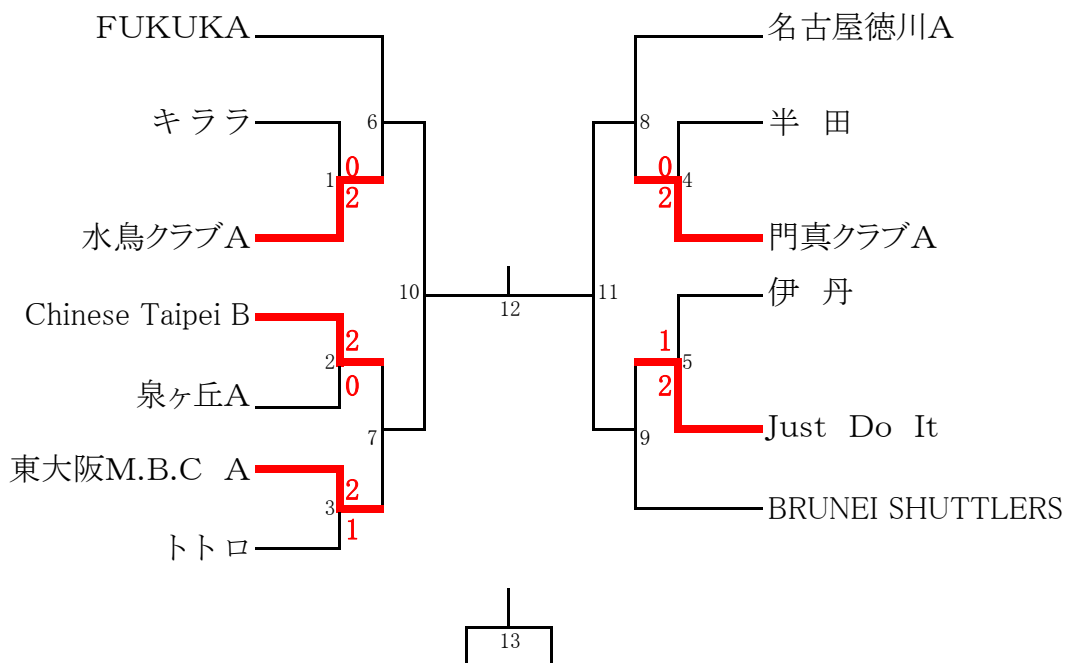 FUKUKA
キララ
6
1
0
2
水鳥クラブA
Chinese Taipei B
2
2
0
泉ヶ丘A
7
東大阪M.B.C A
3
2
1
トトロ
10
12
11
名古屋徳川A
8
半 田
0
2
4
門真クラブA
伊 丹
1
2
5
Just Do It
9
BRUNEI SHUTTLERS
13